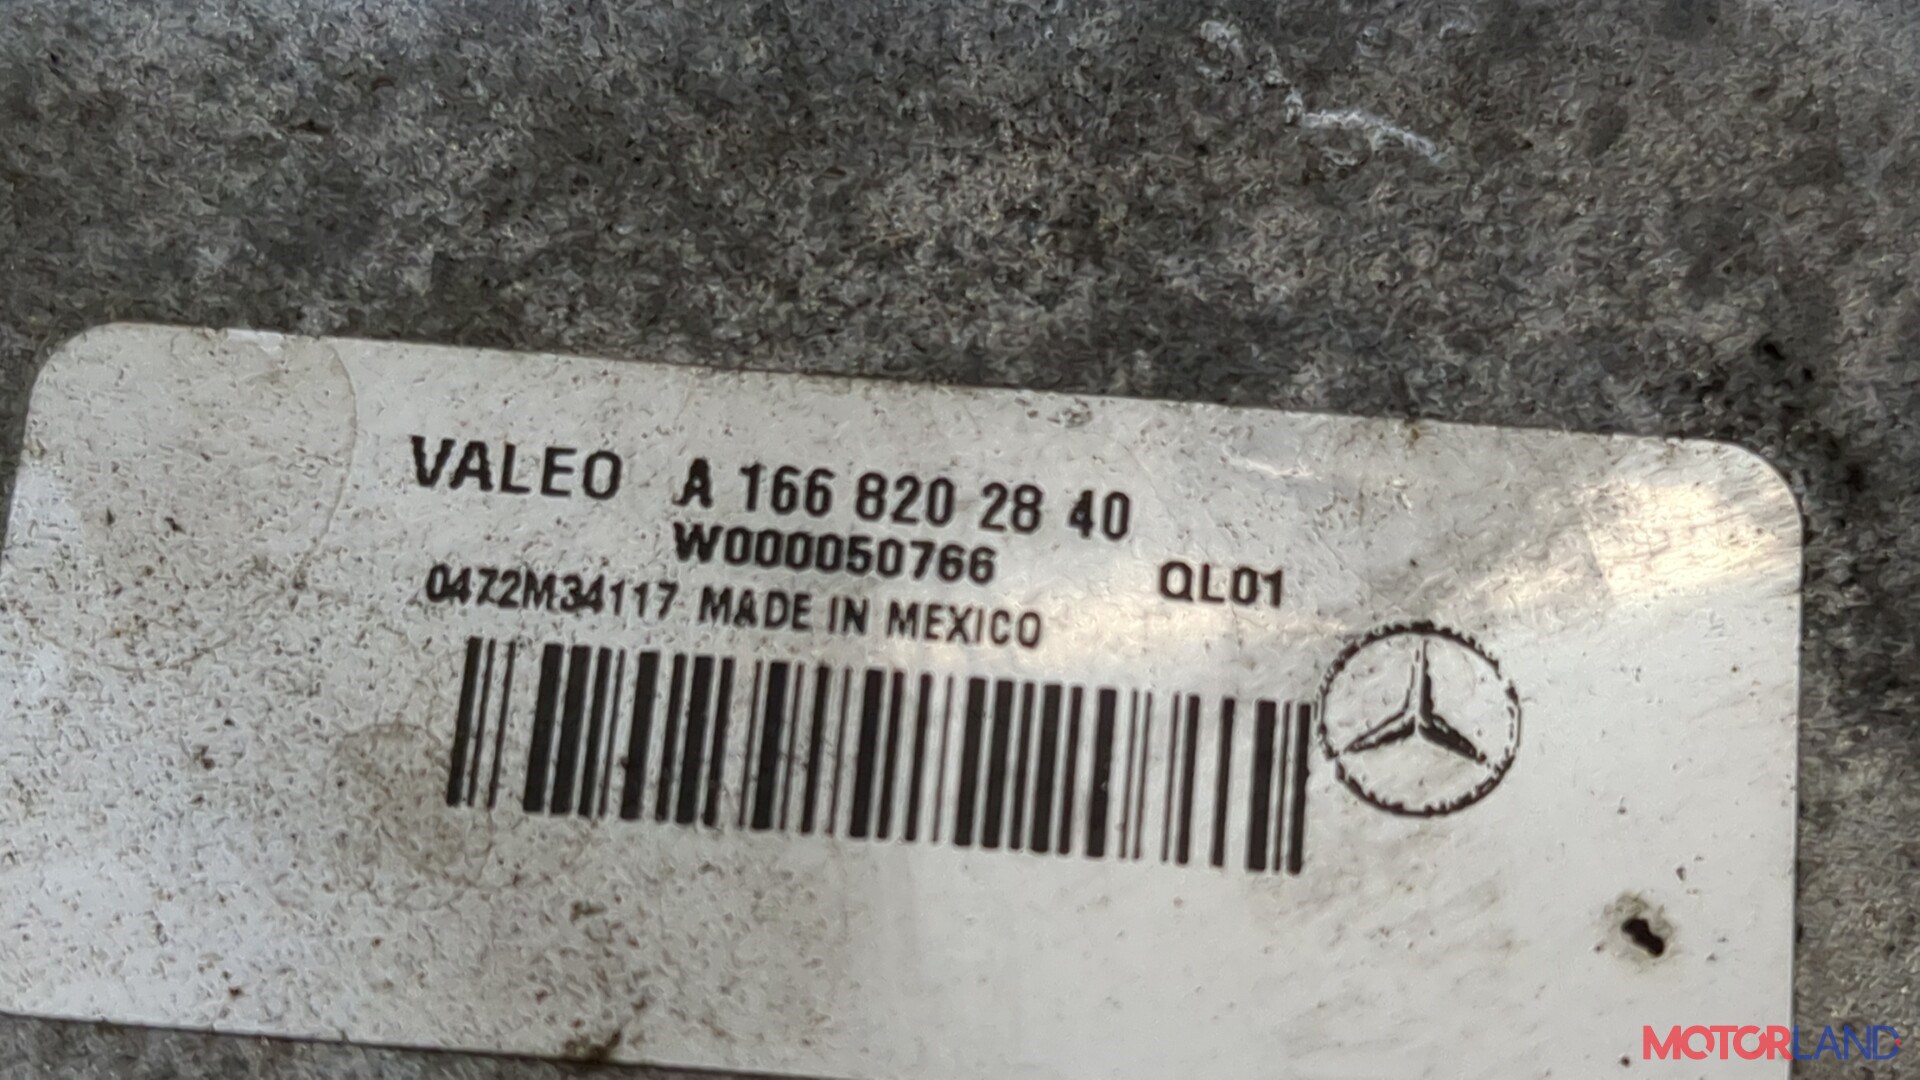 VALEO A 166 820 28 40
W000050766 QL01
0472M34117 MADE IN MEXICO
MOTORLAND